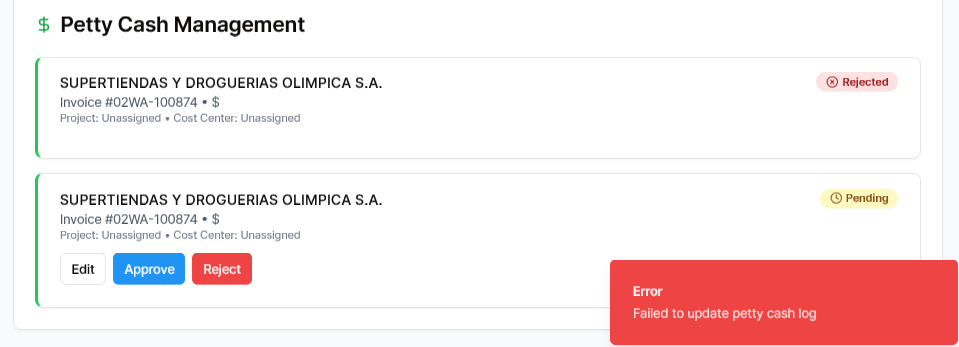 $ Petty Cash Management
SUPERTIENDAS Y DROGUERIAS OLIMPICA S.A.
Rejected
Invoice #02WA-100874 • $
Project: Unassigned • Cost Center: Unassigned
SUPERTIENDAS Y DROGUERIAS OLIMPICA S.A.
Pending
Invoice #02WA-100874 • $
Project: Unassigned • Cost Center: Unassigned
Edit Approve Reject
Error
Failed to update petty cash log